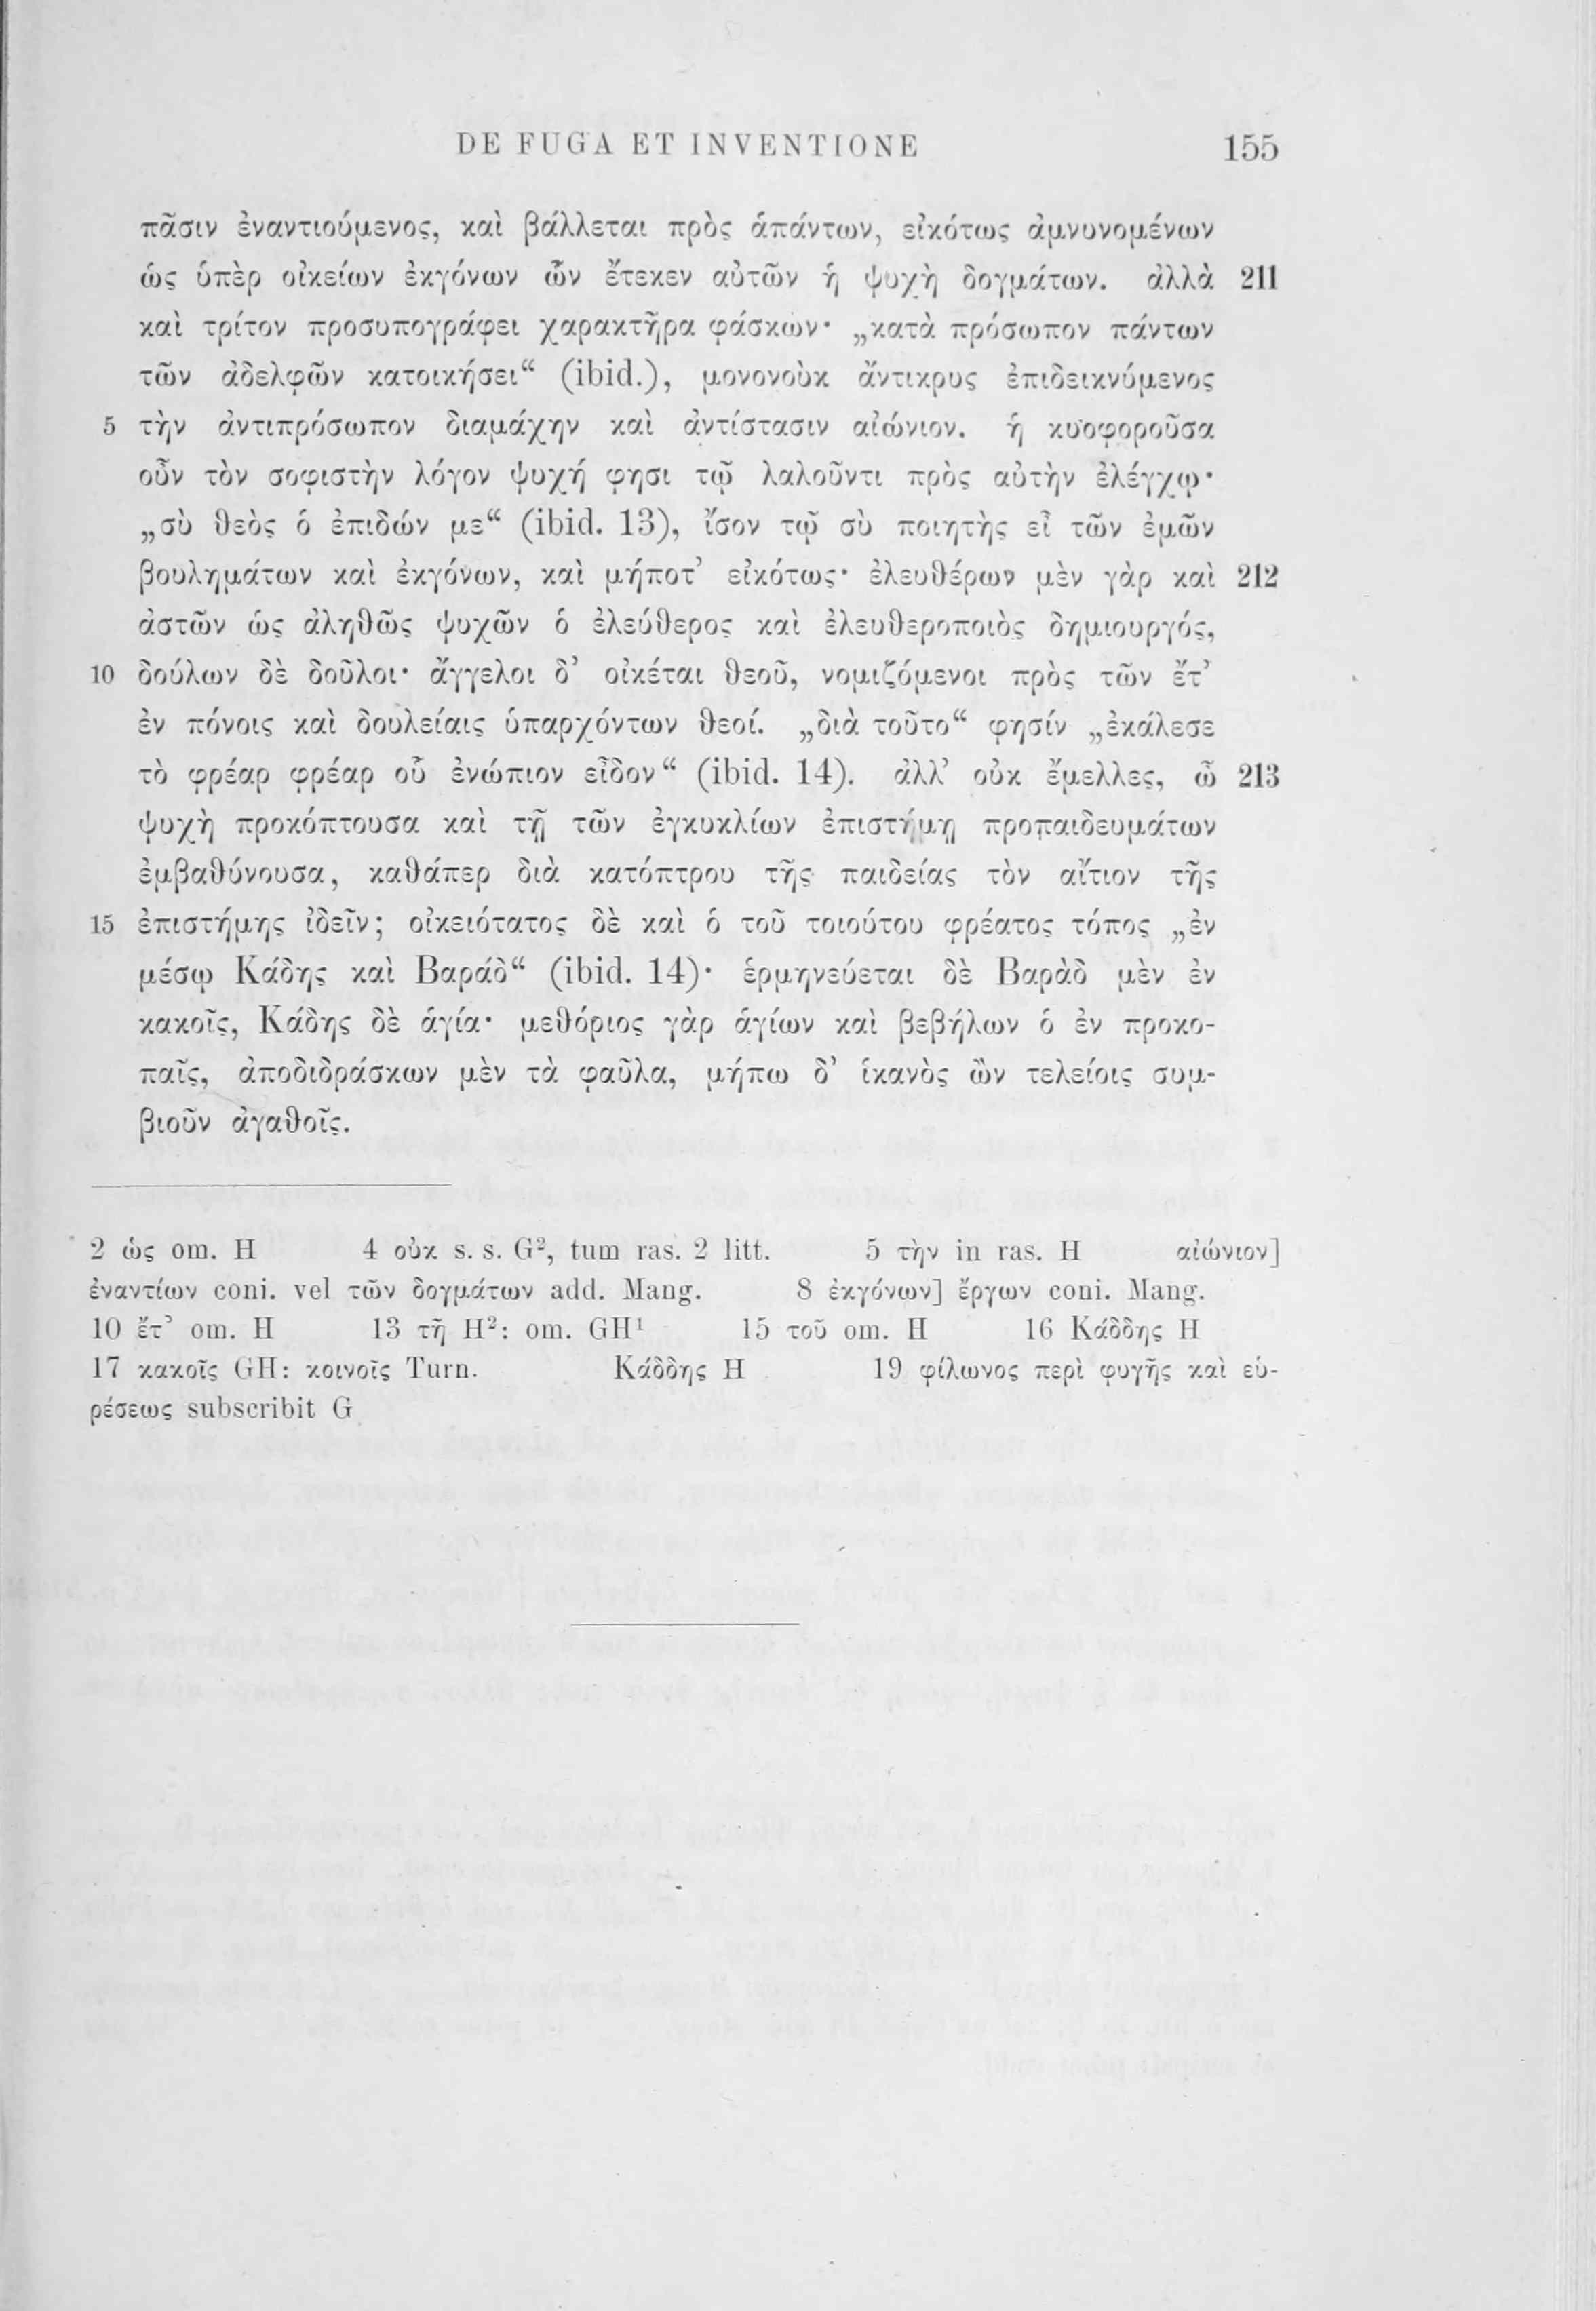 DE FUGA ET INVENTIONE 155
πᾶσιν ἐναντιούμενος, καὶ βάλλεται πρὸς ἁπάντων, εἰκότως ἀμνυνομένων
ὡς ὑπὲρ οἰκείων ἐκγόνων ὧν ἔτεκεν αὐτῶν ἡ ψυχὴ δογμάτων. ἀλλὰ 211
καὶ τρίτον προσυπογράφει χαρακτῆρα φάσκων· „κατὰ πρόσωπον πάντων
τῶν ἀδελφῶν κατοικήσει“ (ibid.), μονονοὺκ ἄντικρυς ἐπιδεικνύμενος
5 τὴν ἀντιπρόσωπον διαμάχην καὶ ἀντίστασιν αἰώνιον. ἡ κυοφοροῦσα
οὖν τὸν σοφιστὴν λόγον ψυχή φησι τῷ λαλοῦντι πρὸς αὐτὴν ἐλέγχῳ·
„σὺ θεὸς ὁ ἐπιδών με“ (ibid. 13), ἴσον τῷ σὺ ποιητὴς εἶ τῶν ἐμῶν
βουλημάτων καὶ ἐκγόνων, καὶ μήποτ’ εἰκότως· ἐλευθέρων μὲν γὰρ καὶ 212
ἀστῶν ὡς ἀληθῶς ψυχῶν ὁ ἐλεύθερος καὶ ἐλευθεροποιὸς δημιουργός,
10 δούλων δὲ δοῦλοι· ἄγγελοι δ’ οἰκέται θεοῦ, νομιζόμενοι πρὸς τῶν ἔτ’
ἐν πόνοις καὶ δουλείαις ὑπαρχόντων θεοί. „διὰ τοῦτο“ φησίν „ἐκάλεσε
τὸ φρέαρ φρέαρ οὗ ἐνώπιον εἶδον“ (ibid. 14). ἀλλ’ οὐκ ἔμελλες, ὦ 213
ψυχὴ προκόπτουσα καὶ τῇ τῶν ἐγκυκλίων ἐπιστήμῃ προπαιδευμάτων
ἐμβαθύνουσα, καθάπερ διὰ κατόπτρου τῆς παιδείας τὸν αἴτιον τῆς
15 ἐπιστήμης ἰδεῖν; οἰκειότατος δὲ καὶ ὁ τοῦ τοιούτου φρέατος τόπος „ἐν
μέσῳ Κάδης καὶ Βαράδ“ (ibid. 14)· ἑρμηνεύεται δὲ Βαρὰδ μὲν ἐν
κακοῖς, Κάδης δὲ ἁγία· μεθόριος γὰρ ἁγίων καὶ βεβήλων ὁ ἐν προκο-
παῖς, ἀποδιδράσκων μὲν τὰ φαῦλα, μήπω δ’ ἱκανὸς ὢν τελείοις συμ-
βιοῦν ἀγαθοῖς.
2 ὡς om. H 4 οὐκ s. s. G², tum ras. 2 litt. 5 τὴν in ras. H αἰώνιον]
ἐναντίων coni. vel τῶν δογμάτων add. Mang. 8 ἐκγόνων] ἔργων coni. Mang.
10 ἔτ’ om. H 13 τῇ H²: om. GH¹ 15 τοῦ om. H 16 Κάδδης H
17 κακοῖς GH: κοινοῖς Turn. Κάδδης H 19 φίλωνος περὶ φυγῆς καὶ εὑ-
ρέσεως subscribit G